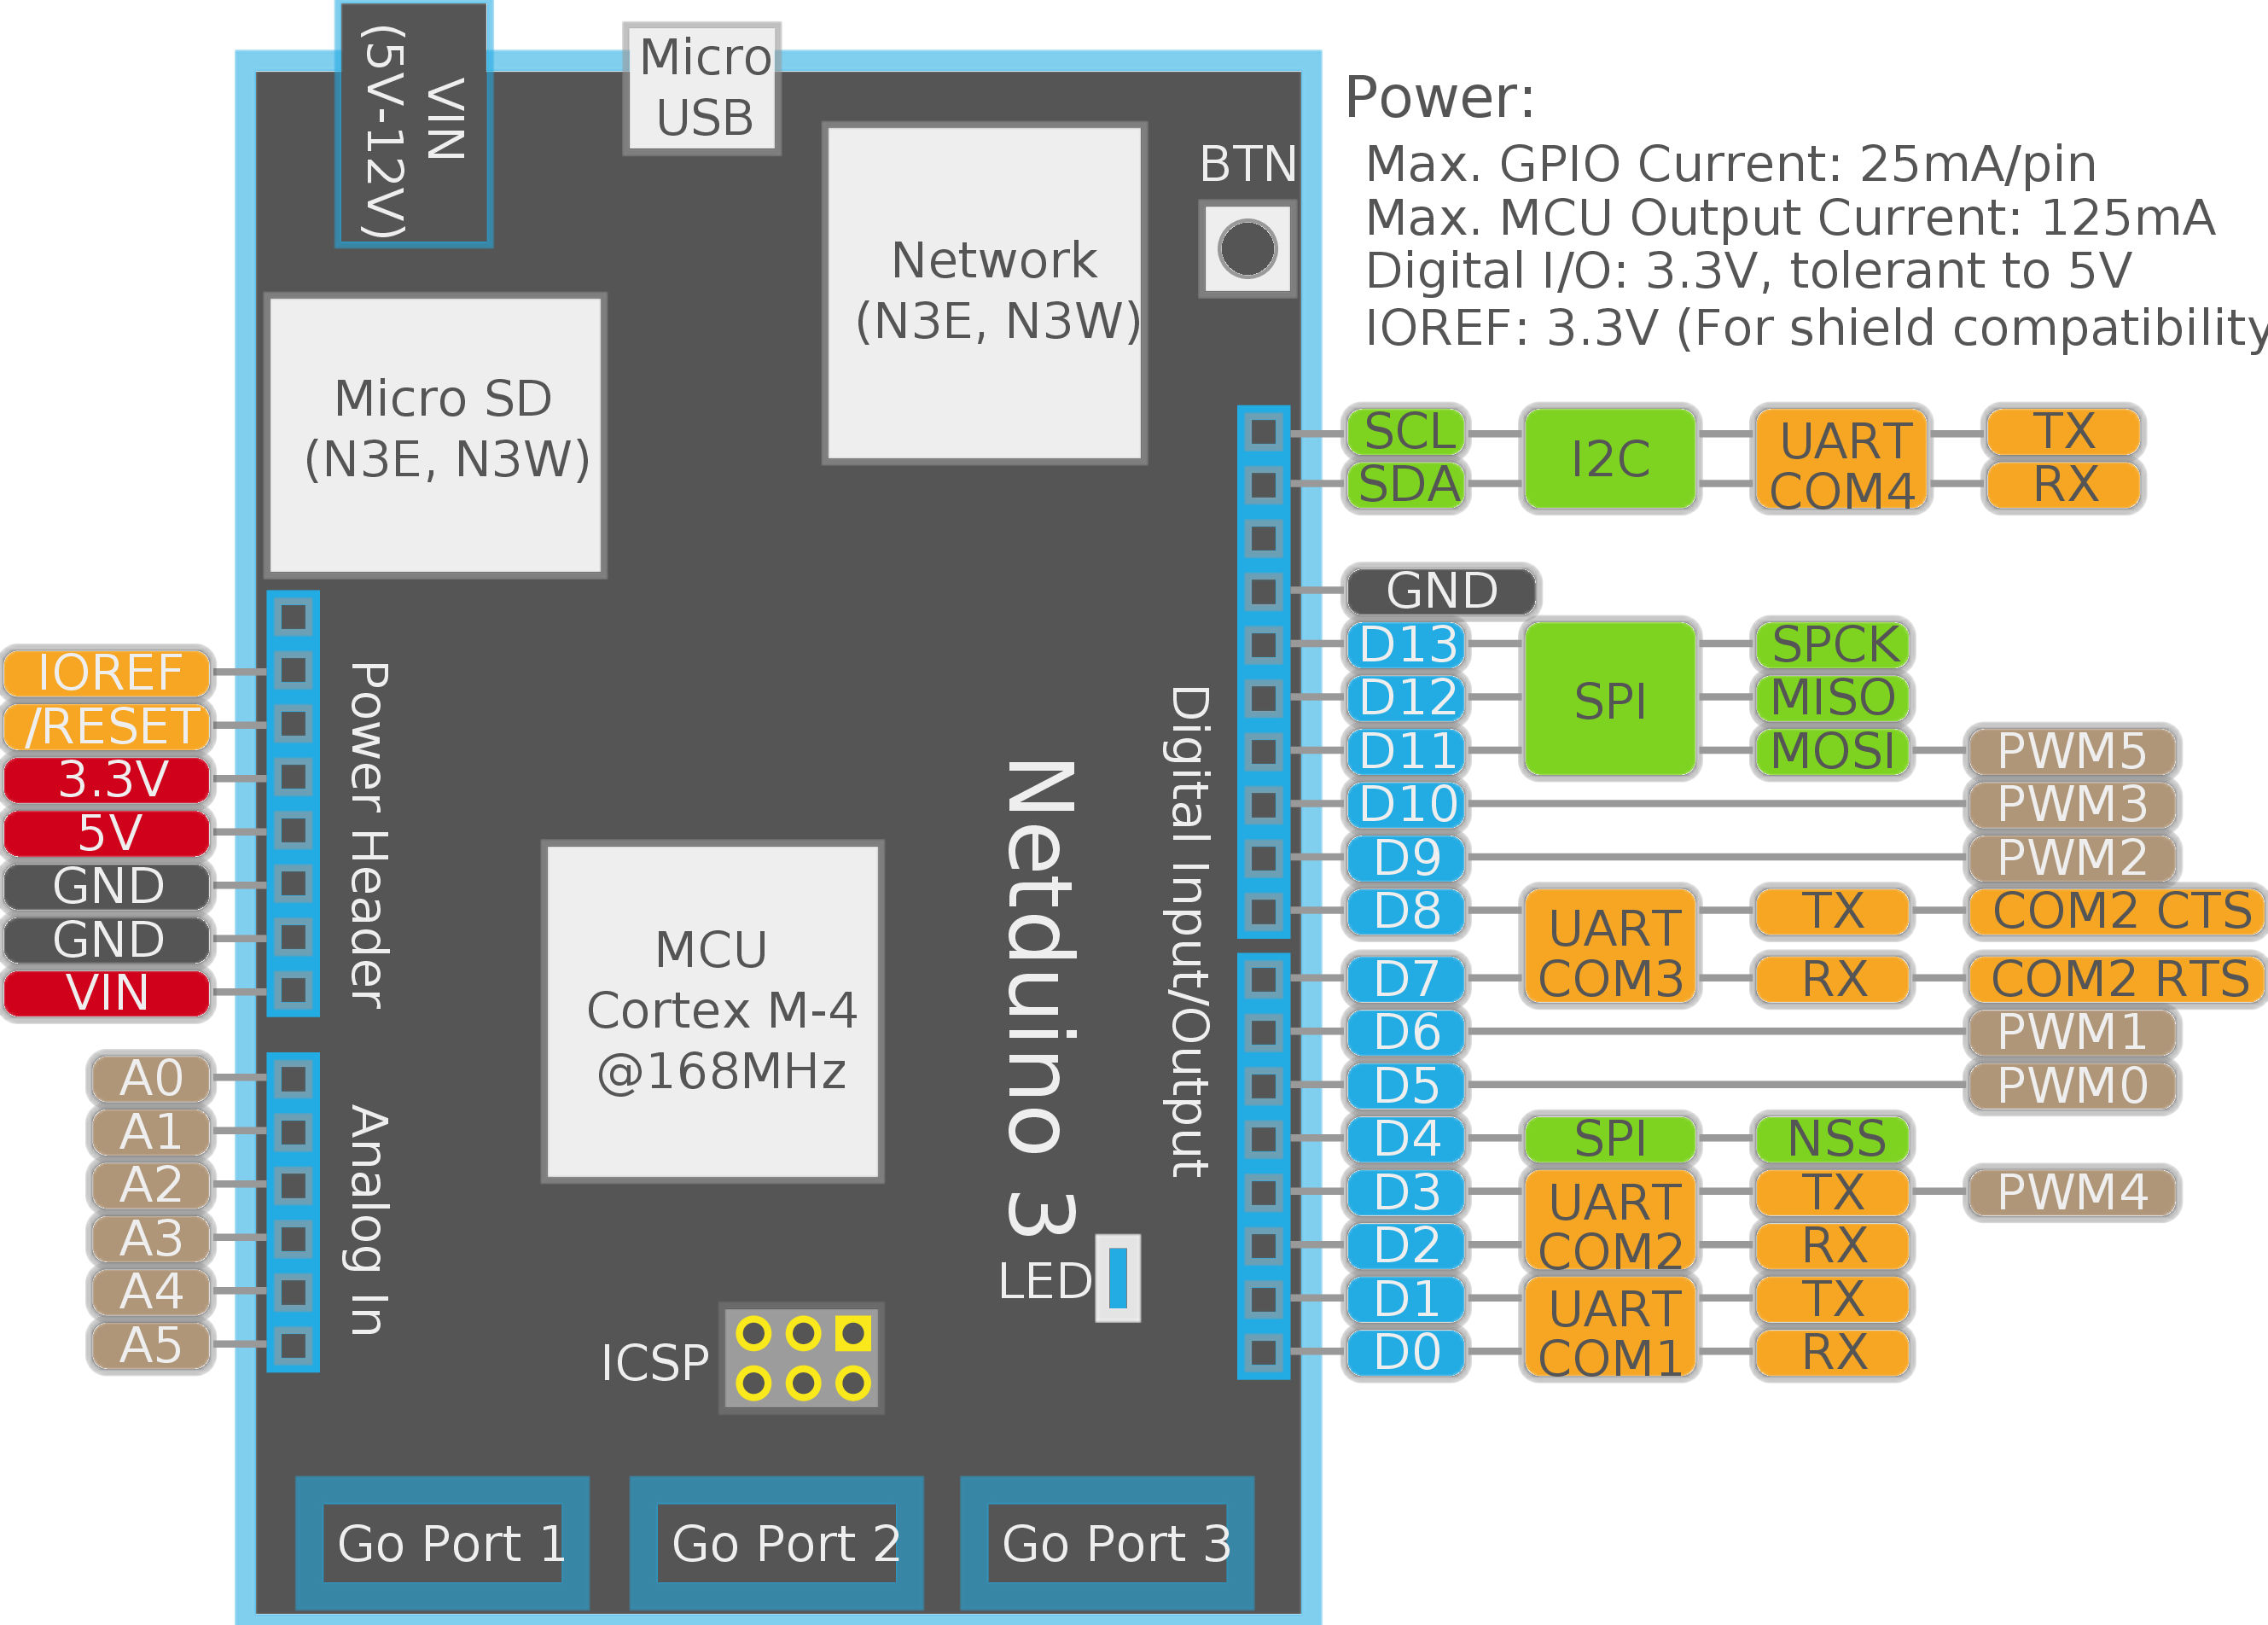 VIN
(5V-12V)
Micro
USB
Network
(N3E, N3W)
BTN
Micro SD
(N3E, N3W)
Power:
Max. GPIO Current: 25mA/pin
Max. MCU Output Current: 125mA
Digital I/O: 3.3V, tolerant to 5V
IOREF: 3.3V (For shield compatibility
IOREF
/RESET
3.3V
5V
GND
GND
VIN
Power Header
A0
A1
A2
A3
A4
A5
Analog In
MCU
Cortex M-4
@168MHz
Netduino 3
LED
ICSP
Digital Input/Output
Go Port 1
Go Port 2
Go Port 3
SCL
SDA
I2C
UART
COM4
TX
RX
GND
D13
D12
D11
SPI
SPCK
MISO
MOSI
PWM5
D10
PWM3
D9
PWM2
D8
D7
UART
COM3
TX
RX
COM2 CTS
COM2 RTS
D6
PWM1
D5
PWM0
D4
SPI
NSS
D3
D2
UART
COM2
TX
RX
PWM4
D1
D0
UART
COM1
TX
RX